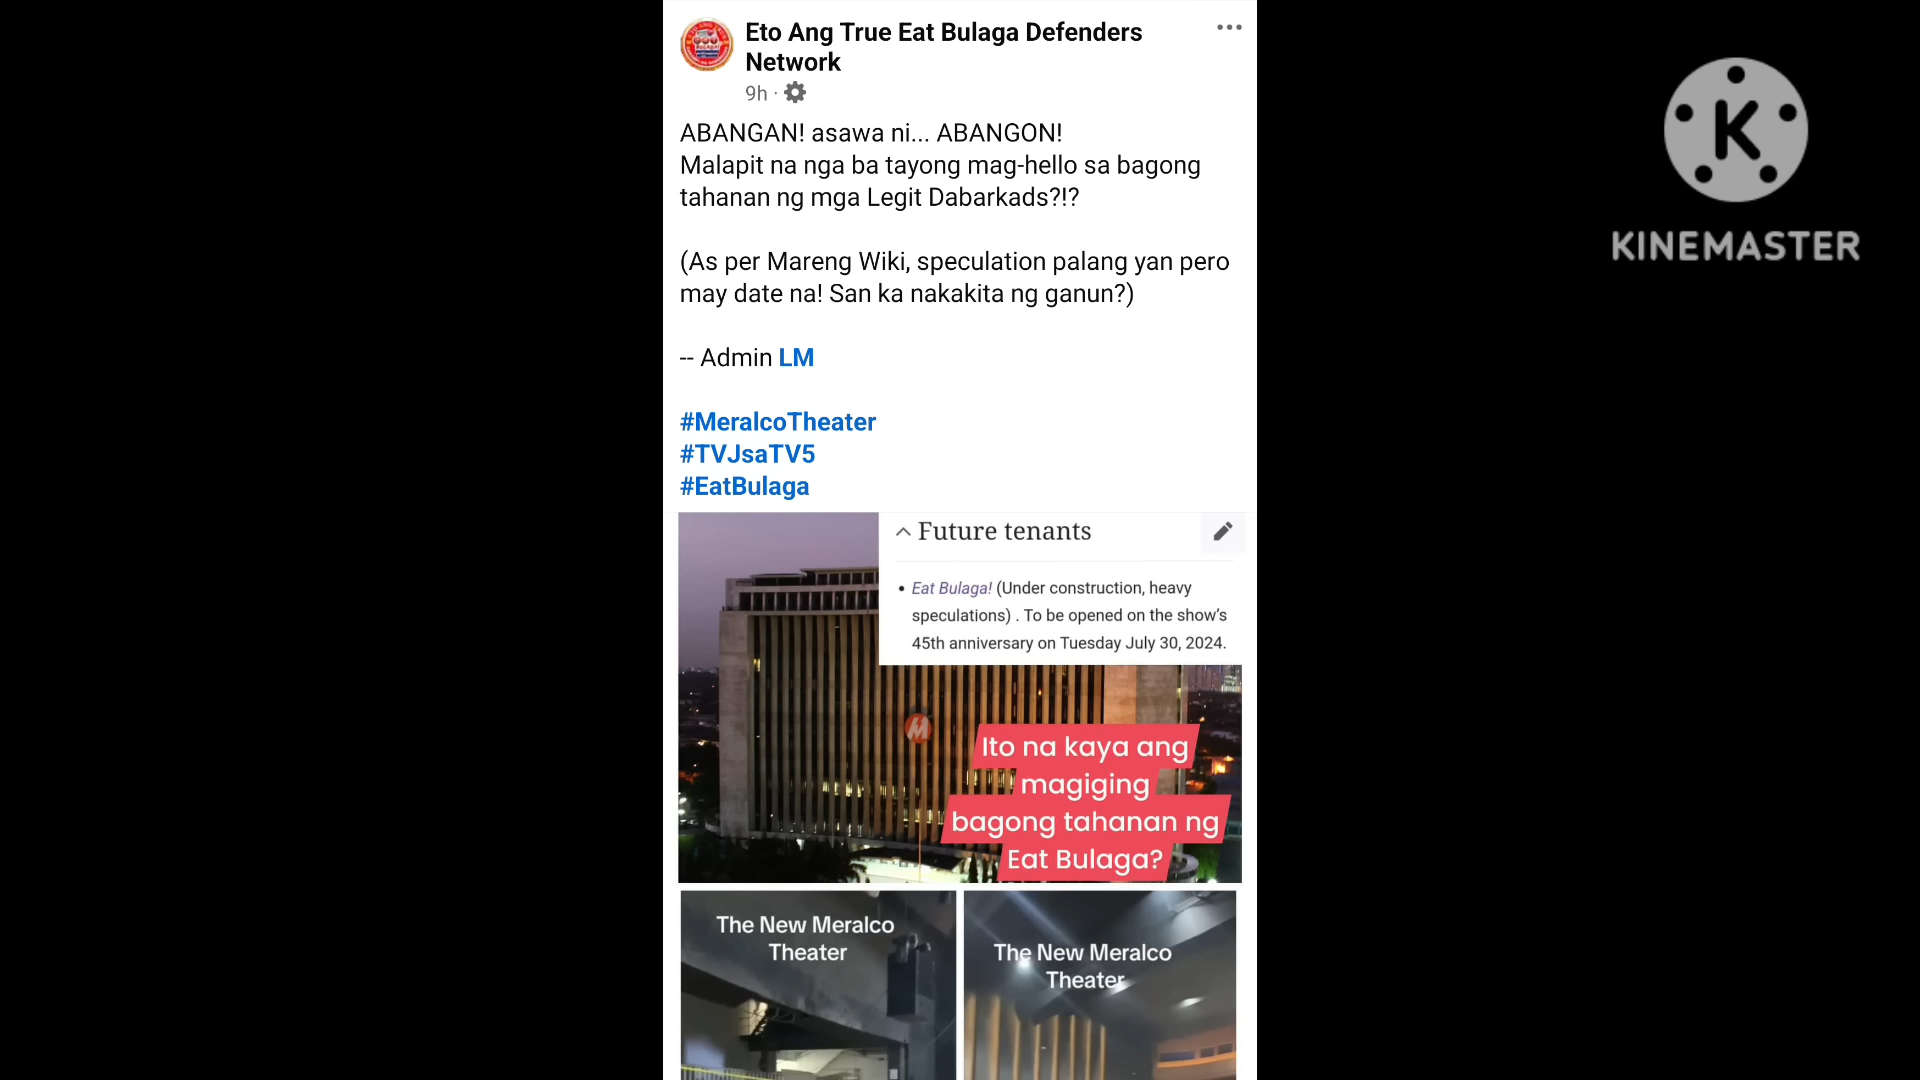 Eto Ang True Eat Bulaga Defenders
Network
9h ·
ABANGAN! asawa ni... ABANGON!
Malapit na nga ba tayong mag-hello sa bagong
tahanan ng mga Legit Dabarkads?!?
(As per Mareng Wiki, speculation palang yan pero
may date na! San ka nakakita ng ganun?)
-- Admin LM
#MeralcoTheater
#TVJsaTV5
#EatBulaga
Future tenants
• Eat Bulaga! (Under construction, heavy
speculations) . To be opened on the show's
45th anniversary on Tuesday July 30, 2024.
Ito na kaya ang
magiging
bagong tahanan ng
Eat Bulaga?
The New Meralco
Theater
The New Meralco
Theater
K
KINEMASTER